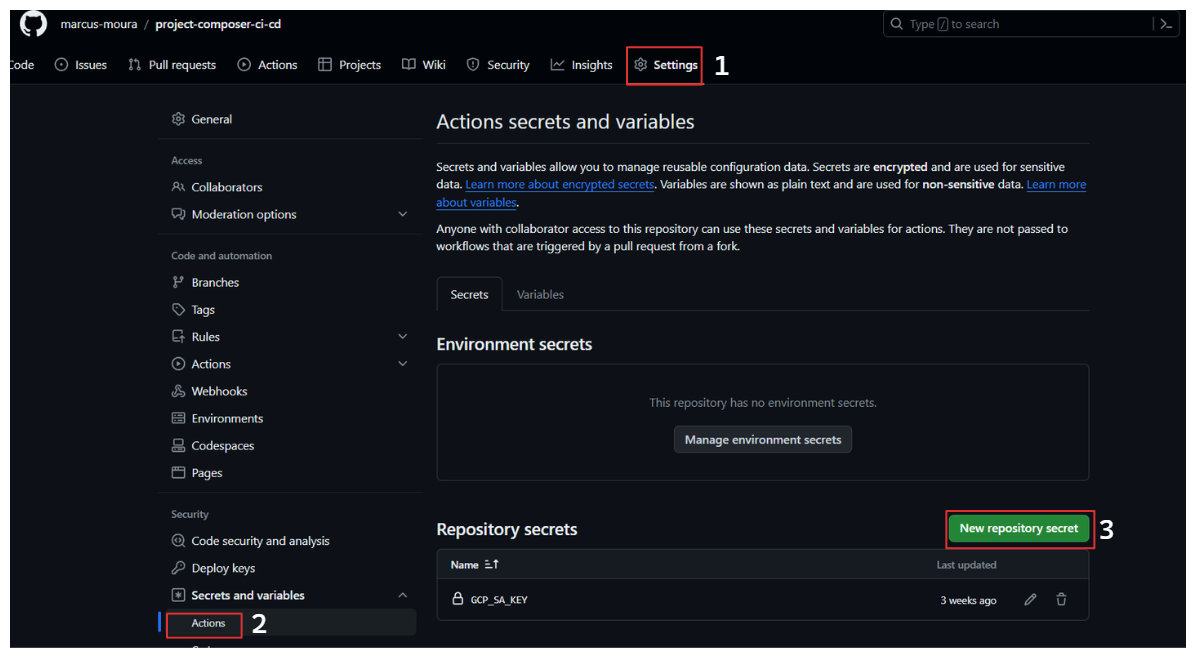 marcus-moura / project-composer-ci-cd
Type / to search
Code Issues Pull requests Actions Projects Wiki Security Insights Settings 1
General
Access
Collaborators
Moderation options
Code and automation
Branches
Tags
Rules
Actions
Webhooks
Environments
Codespaces
Pages
Security
Code security and analysis
Deploy keys
Secrets and variables
Actions 2
Actions secrets and variables
Secrets and variables allow you to manage reusable configuration data. Secrets are encrypted and are used for sensitive
data. Learn more about encrypted secrets. Variables are shown as plain text and are used for non-sensitive data. Learn more
about variables.
Anyone with collaborator access to this repository can use these secrets and variables for actions. They are not passed to
workflows that are triggered by a pull request from a fork.
Secrets Variables
Environment secrets
This repository has no environment secrets.
Manage environment secrets
Repository secrets
New repository secret 3
Name Last updated
GCP_SA_KEY 3 weeks ago